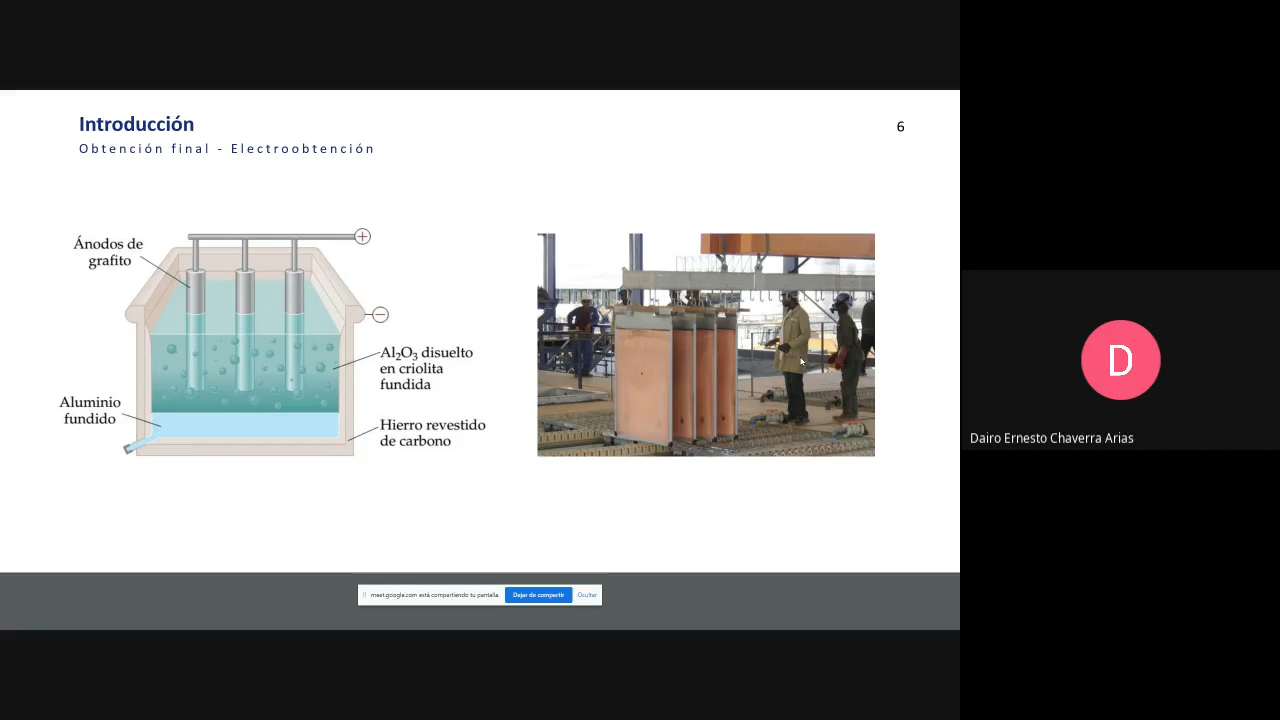 Introducción
6
Obtención final - Electroobtención
Ánodos de
grafito
Al₂O₃ disuelto
en criolita
fundida
Aluminio
fundido
Hierro revestido
de carbono
D
Dairo Ernesto Chaverra Arias
meet.google.com está compartiendo tu pantalla.
Dejar de compartir
Ocultar